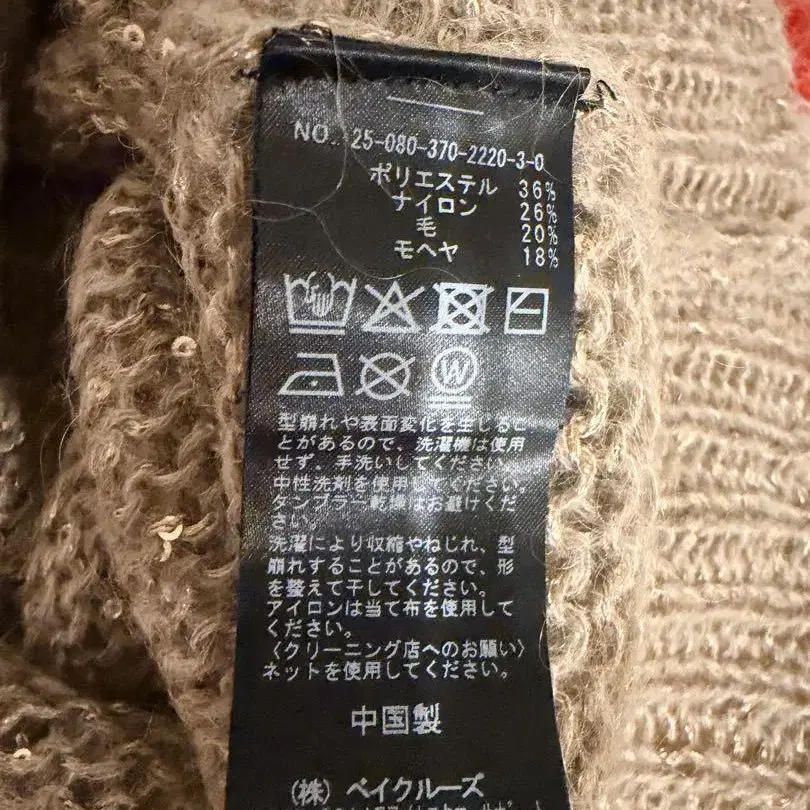 NO. 25-080-370-2220-3-0
ポリエステル 36%
ナイロン 26%
毛 20%
モヘヤ 18%
W
型崩れや表面変化を生じるこ
とがあるので、洗濯機は使用
せず、手洗いしてください。
中性洗剤を使用してください。
タンブラー乾燥はお避けくだ
さい。
洗濯により収縮やねじれ、型
崩れすることがあるので、形
を整えて干してください。
アイロンは当て布を使用して
ください。
〈クリーニング店へのお願い〉
ネットを使用してください。
中国製
(株) ベイクルーズ